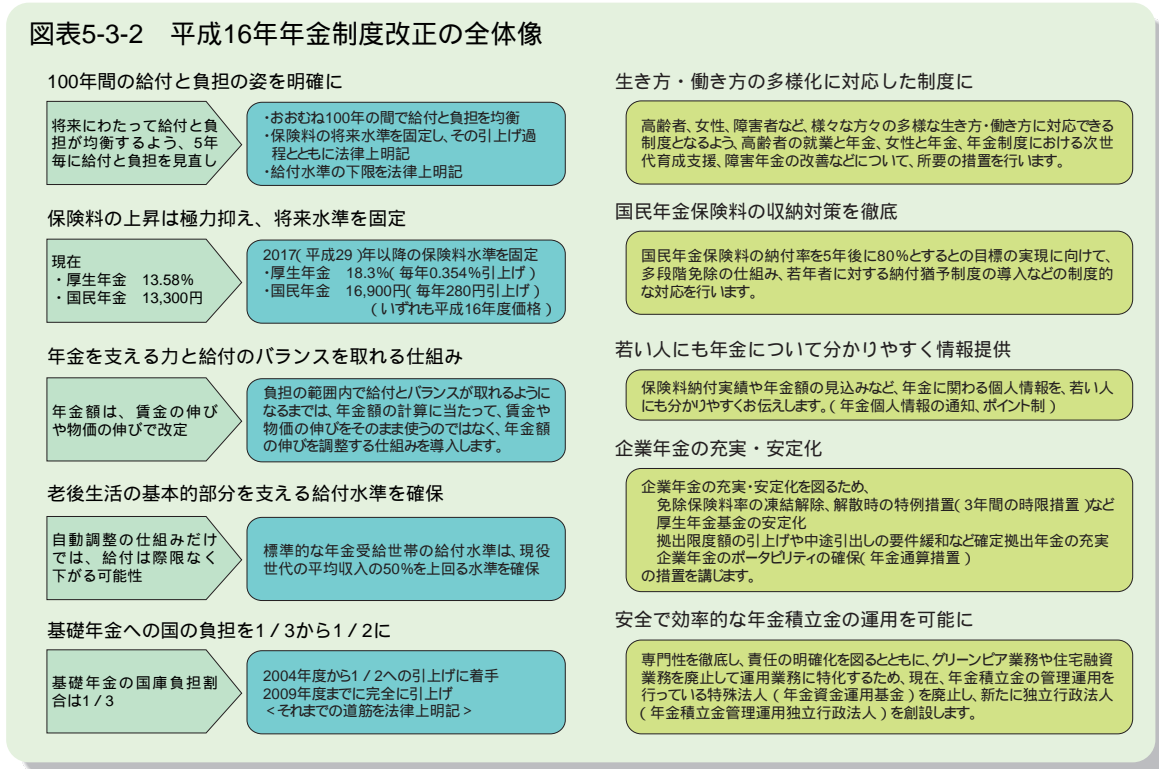 図表5-3-2　平成16年年金制度改正の全体像
100年間の給付と負担の姿を明確に
将来にわたって給付と負
担が均衡するよう、5年
毎に給付と負担を見直し
・おおむね100年の間で給付と負担を均衡
・保険料の将来水準を固定し、その引上げ過
程とともに法律上明記
・給付水準の下限を法律上明記
保険料の上昇は極力抑え、将来水準を固定
現在
・厚生年金　13.58%
・国民年金　13,300円
2017(平成29)年以降の保険料水準を固定
・厚生年金　18.3%(毎年0.354%引上げ)
・国民年金　16,900円(毎年280円引上げ)
(いずれも平成16年度価格)
年金を支える力と給付のバランスを取れる仕組み
年金額は、賃金の伸び
や物価の伸びで改定
負担の範囲内で給付とバランスが取れるように
なるまでは、年金額の計算に当たって、賃金や
物価の伸びをそのまま使うのではなく、年金額
の伸びを調整する仕組みを導入します。
老後生活の基本的部分を支える給付水準を確保
自動調整の仕組みだけ
では、給付は際限なく
下がる可能性
標準的な年金受給世帯の給付水準は、現役
世代の平均収入の50%を上回る水準を確保
基礎年金への国の負担を1/3から1/2に
基礎年金の国庫負担割
合は1/3
2004年度から1/2への引上げに着手
2009年度までに完全に引上げ
<それまでの道筋を法律上明記>
生き方・働き方の多様化に対応した制度に
高齢者、女性、障害者など、様々な方々の多様な生き方・働き方に対応できる
制度となるよう、高齢者の就業と年金、女性と年金、年金制度における次世
代育成支援、障害年金の改善などについて、所要の措置を行います。
国民年金保険料の収納対策を徹底
国民年金保険料の納付率を5年後に80%とするとの目標の実現に向けて、
多段階免除の仕組み、若年者に対する納付猶予制度の導入などの制度的
な対応を行います。
若い人にも年金について分かりやすく情報提供
保険料納付実績や年金額の見込みなど、年金に関わる個人情報を、若い人
にも分かりやすくお伝えします。(年金個人情報の通知、ポイント制)
企業年金の充実・安定化
企業年金の充実・安定化を図るため、
免除保険料率の凍結解除、解散時の特例措置(3年間の時限措置)など
厚生年金基金の安定化
拠出限度額の引上げや中途引出しの要件緩和など確定拠出年金の充実
企業年金のポータビリティの確保(年金通算措置)
の措置を講じます。
安全で効率的な年金積立金の運用を可能に
専門性を徹底し、責任の明確化を図るとともに、グリーンピア業務や住宅融資
業務を廃止して運用業務に特化するため、現在、年金積立金の管理運用を
行っている特殊法人(年金資金運用基金)を廃止し、新たに独立行政法人
(年金積立金管理運用独立行政法人)を創設します。